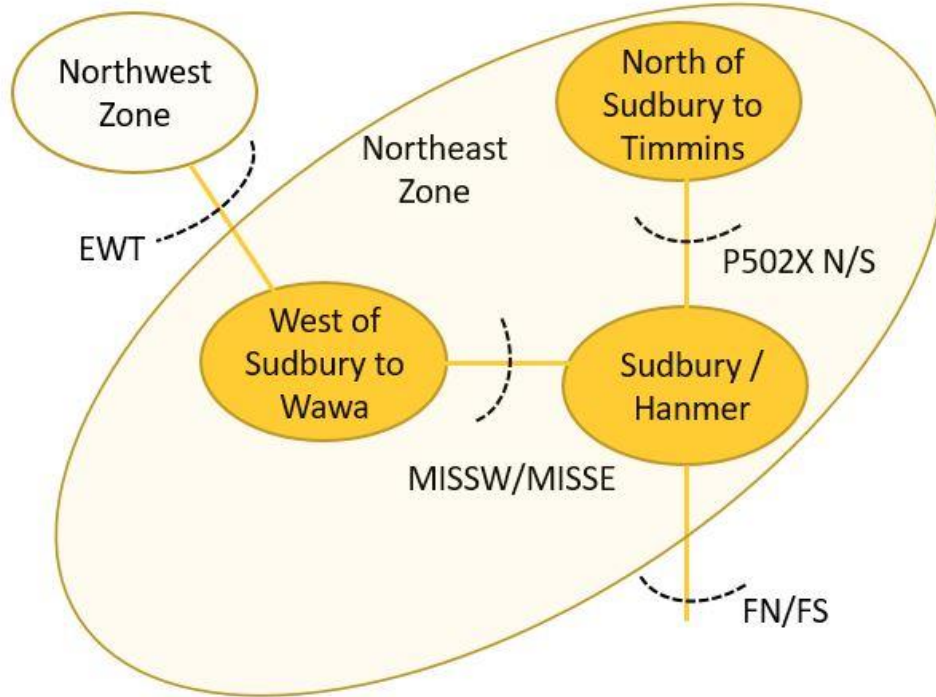 Northwest
Zone
North of
Sudbury to
Timmins
Northeast
Zone
EWT
P502X N/S
West of
Sudbury to
Wawa
Sudbury /
Hanmer
MISSW/MISSE
FN/FS